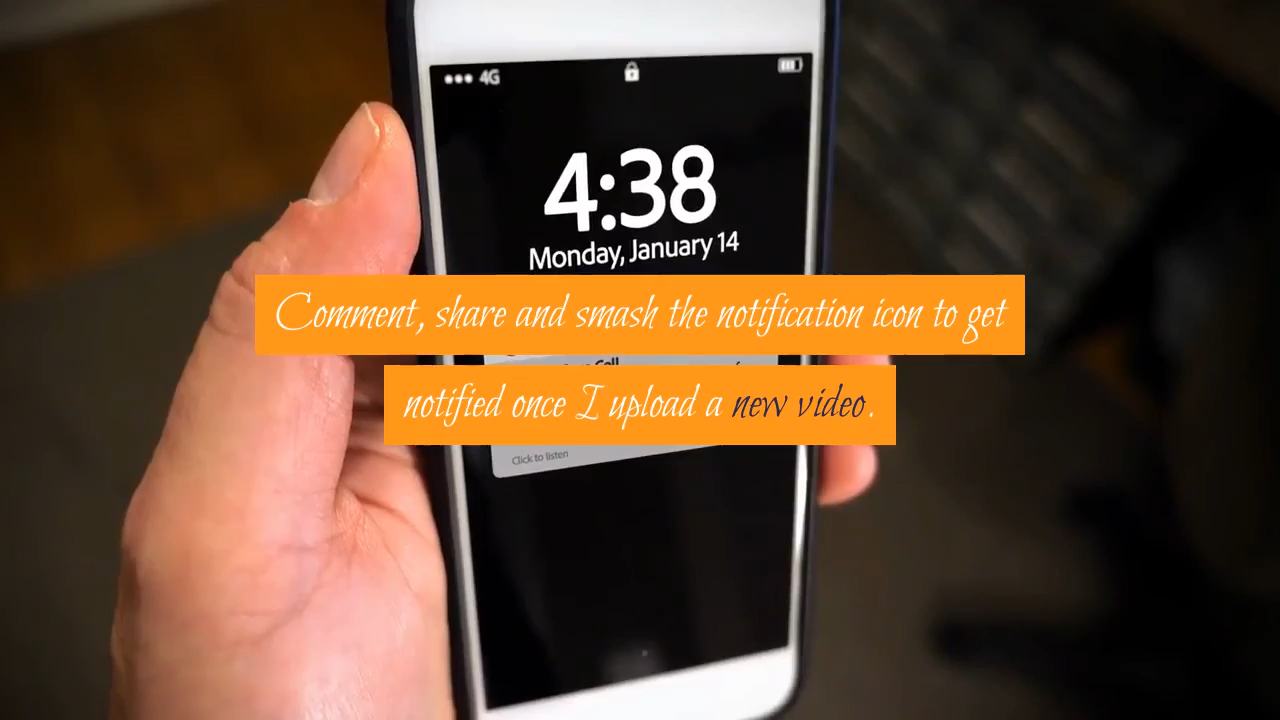 4G
4:38
Monday, January 14
Comment, share and smash the notification icon to get
Call
notified once I upload a new video.
Click to listen